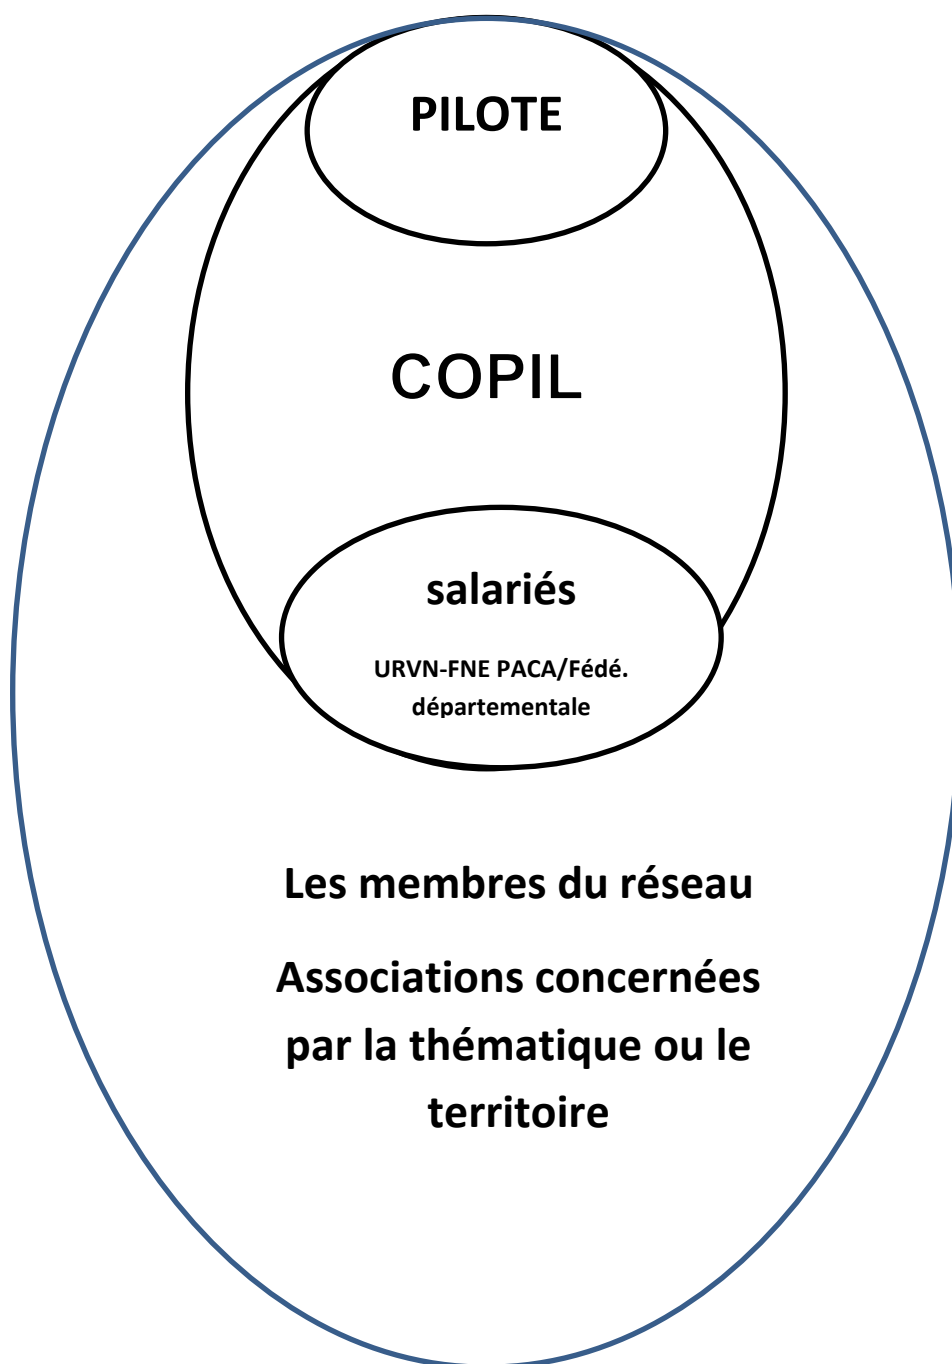 PILOTE
COPIL
salariés
URVN-FNE PACA/Fédé.
départementale
Les membres du réseau
Associations concernées
par la thématique ou le
territoire